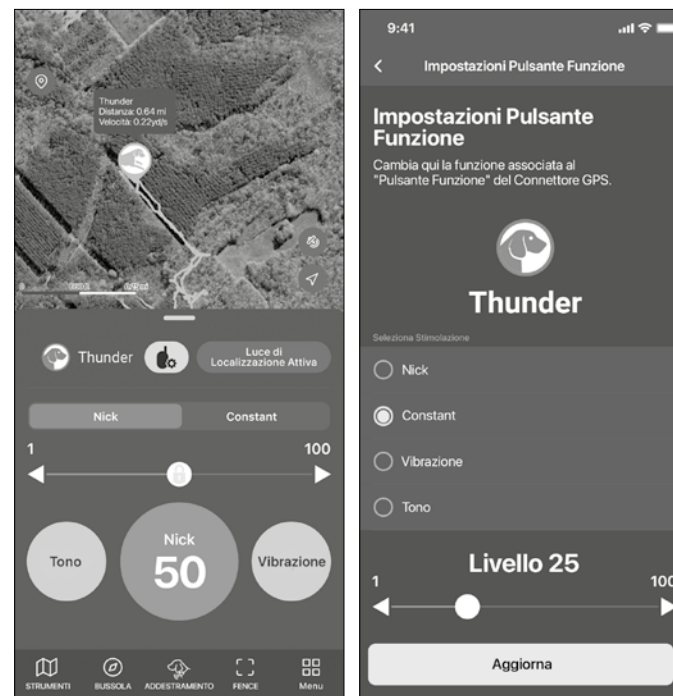 Thunder
Distanza: 0.64 mi
Velocità: 0.22yd/s
Thunder
Luce di
Localizzazione Attiva
Nick
Constant
1
100
Tono
Nick
50
Vibrazione
STRUMENTI
BUSSOLA
ADDESTRAMENTO
FENCE
Menu
9:41
Impostazioni Pulsante Funzione
Impostazioni Pulsante
Funzione
Cambia qui la funzione associata al
"Pulsante Funzione" del Connettore GPS.
Thunder
Seleziona Stimolazione
Nick
Constant
Vibrazione
Tono
Livello 25
1
100
Aggiorna